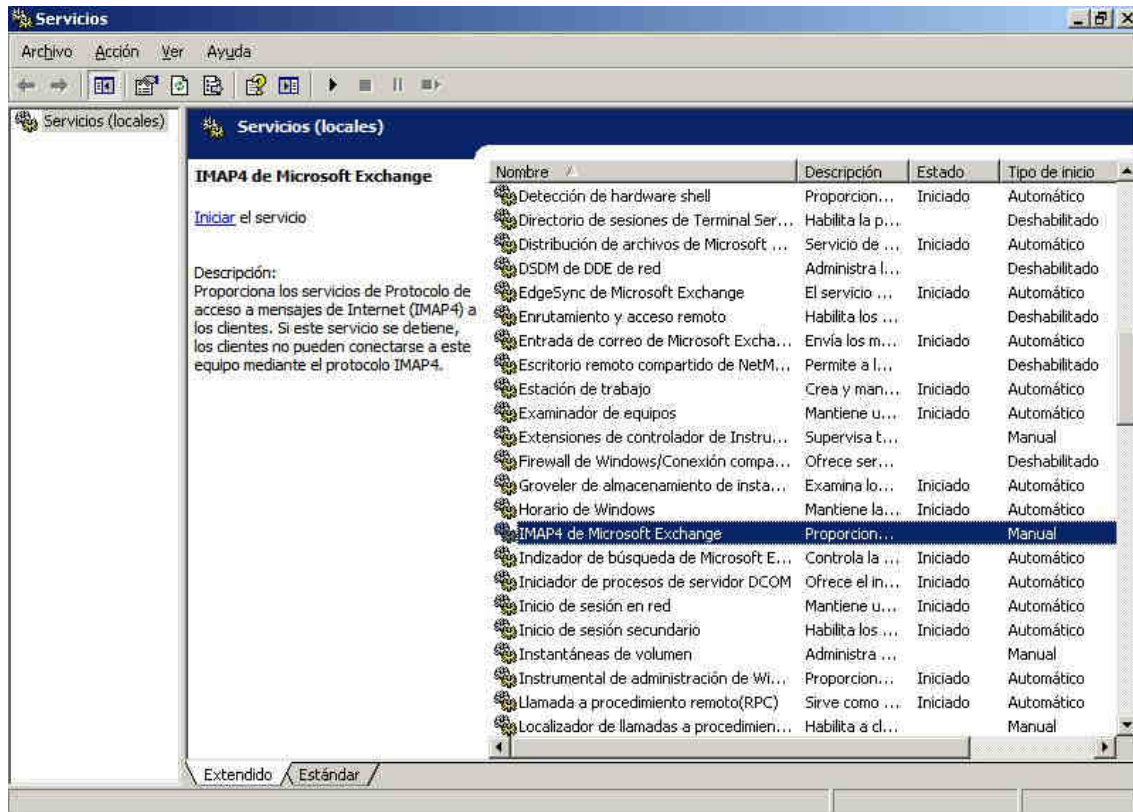 Servicios
Archivo Acción Ver Ayuda
Servicios (locales)
Servicios (locales)
IMAP4 de Microsoft Exchange
Iniciar el servicio
Descripción:
Proporciona los servicios de Protocolo de
acceso a mensajes de Internet (IMAP4) a
los clientes. Si este servicio se detiene,
los clientes no pueden conectarse a este
equipo mediante el protocolo IMAP4.
Nombre Descripción Estado Tipo de inicio
Detección de hardware shell Proporcion... Iniciado Automático
Directorio de sesiones de Terminal Ser... Habilita la p... Deshabilitado
Distribución de archivos de Microsoft ... Servicio de ... Iniciado Automático
DSDM de DDE de red Administra l... Deshabilitado
EdgeSync de Microsoft Exchange El servicio ... Iniciado Automático
Enrutamiento y acceso remoto Habilita los ... Deshabilitado
Entrada de correo de Microsoft Excha... Envía los m... Iniciado Automático
Escritorio remoto compartido de NetM... Permite a l... Deshabilitado
Estación de trabajo Crea y man... Iniciado Automático
Examinador de equipos Mantiene u... Iniciado Automático
Extensiones de controlador de Instru... Supervisa t... Manual
Firewall de Windows/Conexión compa... Ofrece ser... Deshabilitado
Groveler de almacenamiento de insta... Examina lo... Iniciado Automático
Horario de Windows Mantiene la... Iniciado Automático
IMAP4 de Microsoft Exchange Proporcion... Manual
Indizador de búsqueda de Microsoft E... Controla la ... Iniciado Automático
Iniciador de procesos de servidor DCOM Ofrece el in... Iniciado Automático
Inicio de sesión en red Mantiene u... Iniciado Automático
Inicio de sesión secundario Habilita los ... Iniciado Automático
Instantáneas de volumen Administra ... Manual
Instrumental de administración de Wi... Proporcion... Iniciado Automático
Llamada a procedimiento remoto(RPC) Sirve como ... Iniciado Automático
Localizador de llamadas a procedimien... Habilita a cl... Manual
Extendido Estándar